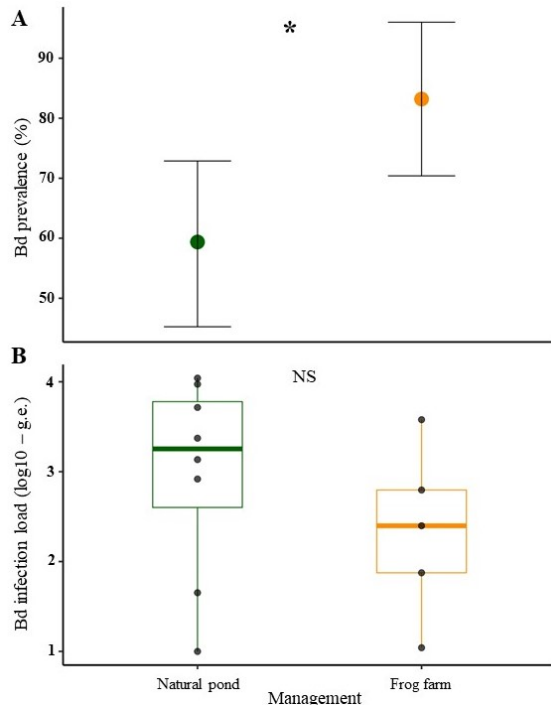 A
*
Bd prevalence (%)
90
80
70
60
50
B
NS
Bd infection load (log10 – g.e.)
4
3
2
1
Natural pond
Frog farm
Management